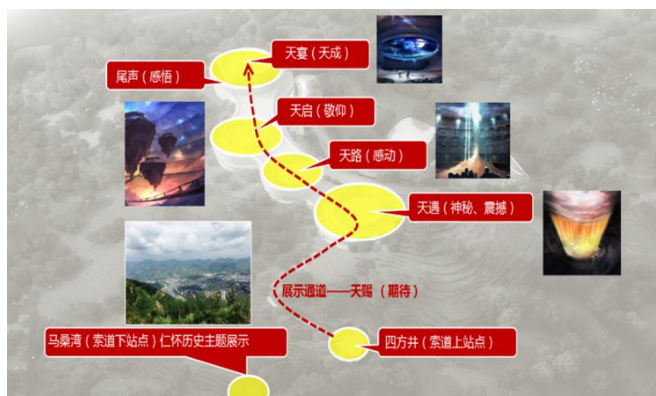 天宴（天成）
尾声（感悟）
天启（敬仰）
天路（感动）
天遇（神秘、震撼）
展示通道——天赐 （期待）
马桑湾（索道下站点）仁怀历史主题展示
四方井（索道上站点）